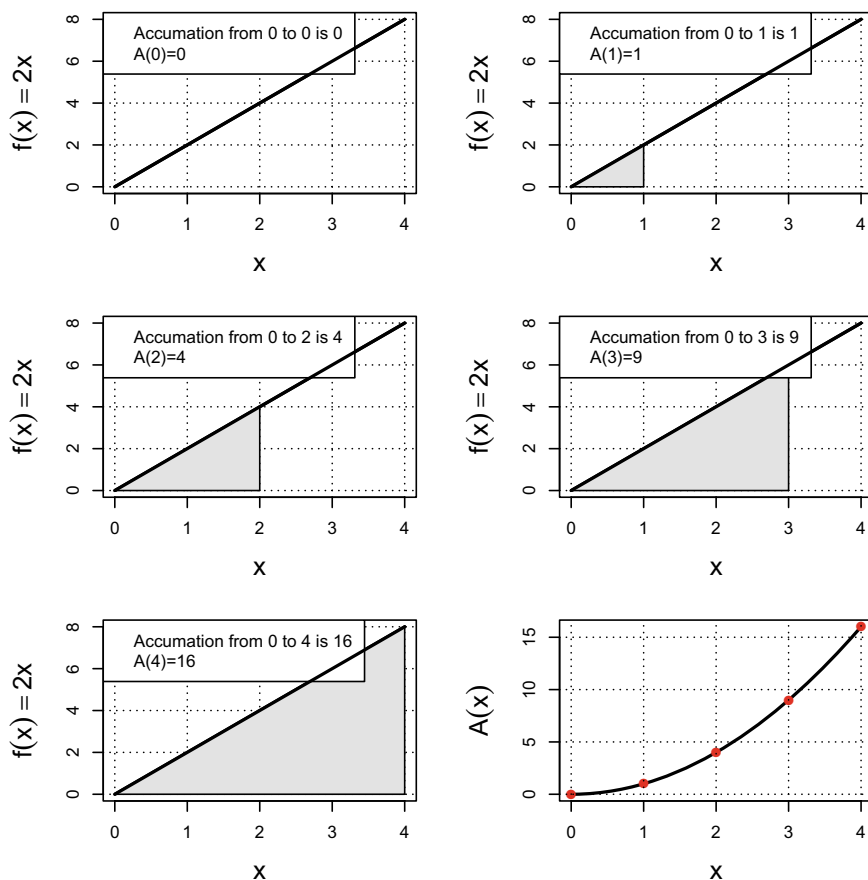 Accumation from 0 to 0 is 0
A(0)=0
f(x) = 2x
8
6
4
2
0
0 1 2 3 4
x
Accumation from 0 to 1 is 1
A(1)=1
f(x) = 2x
8
6
4
2
0
0 1 2 3 4
x
Accumation from 0 to 2 is 4
A(2)=4
f(x) = 2x
8
6
4
2
0
0 1 2 3 4
x
Accumation from 0 to 3 is 9
A(3)=9
f(x) = 2x
8
6
4
2
0
0 1 2 3 4
x
Accumation from 0 to 4 is 16
A(4)=16
f(x) = 2x
8
6
4
2
0
0 1 2 3 4
x
A(x)
15
10
5
0
0 1 2 3 4
x